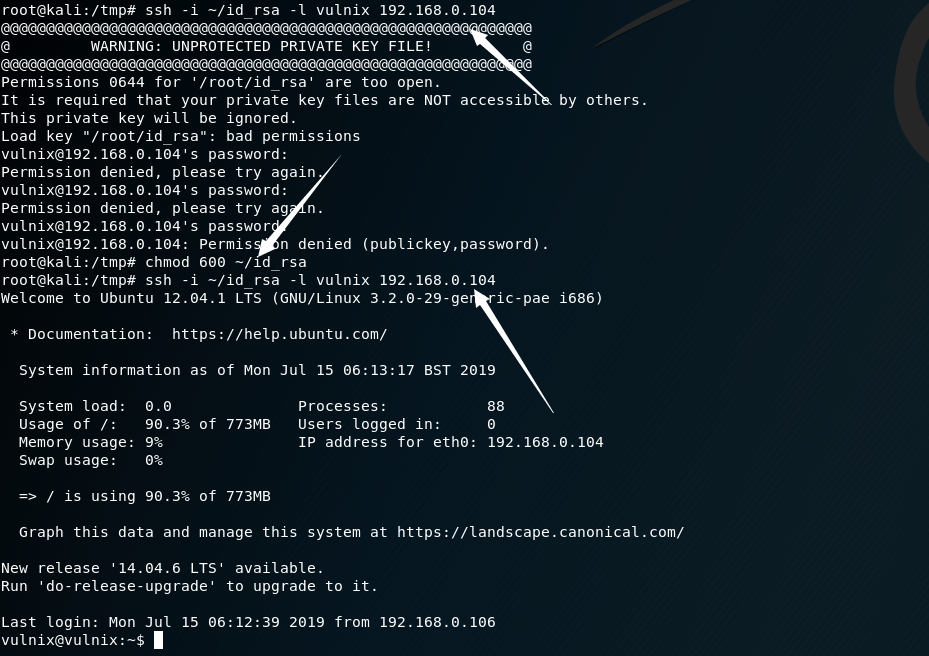 root@kali:/tmp# ssh -i ~/id_rsa -l vulnix 192.168.0.104
@@@@@@@@@@@@@@@@@@@@@@@@@@@@@@@@@@@@@@@@@@@@@@@@@@@@@@@@@@@
@         WARNING: UNPROTECTED PRIVATE KEY FILE!          @
@@@@@@@@@@@@@@@@@@@@@@@@@@@@@@@@@@@@@@@@@@@@@@@@@@@@@@@@@@@
Permissions 0644 for '/root/id_rsa' are too open.
It is required that your private key files are NOT accessible by others.
This private key will be ignored.
Load key "/root/id_rsa": bad permissions
vulnix@192.168.0.104's password:
Permission denied, please try again.
vulnix@192.168.0.104's password:
Permission denied, please try again.
vulnix@192.168.0.104's password:
vulnix@192.168.0.104: Permission denied (publickey,password).
root@kali:/tmp# chmod 600 ~/id_rsa
root@kali:/tmp# ssh -i ~/id_rsa -l vulnix 192.168.0.104
Welcome to Ubuntu 12.04.1 LTS (GNU/Linux 3.2.0-29-generic-pae i686)

 * Documentation:  https://help.ubuntu.com/

  System information as of Mon Jul 15 06:13:17 BST 2019

  System load:  0.0              Processes:           88
  Usage of /:   90.3% of 773MB   Users logged in:     0
  Memory usage: 9%               IP address for eth0: 192.168.0.104
  Swap usage:   0%

  => / is using 90.3% of 773MB

  Graph this data and manage this system at https://landscape.canonical.com/

New release '14.04.6 LTS' available.
Run 'do-release-upgrade' to upgrade to it.

Last login: Mon Jul 15 06:12:39 2019 from 192.168.0.106
vulnix@vulnix:~$